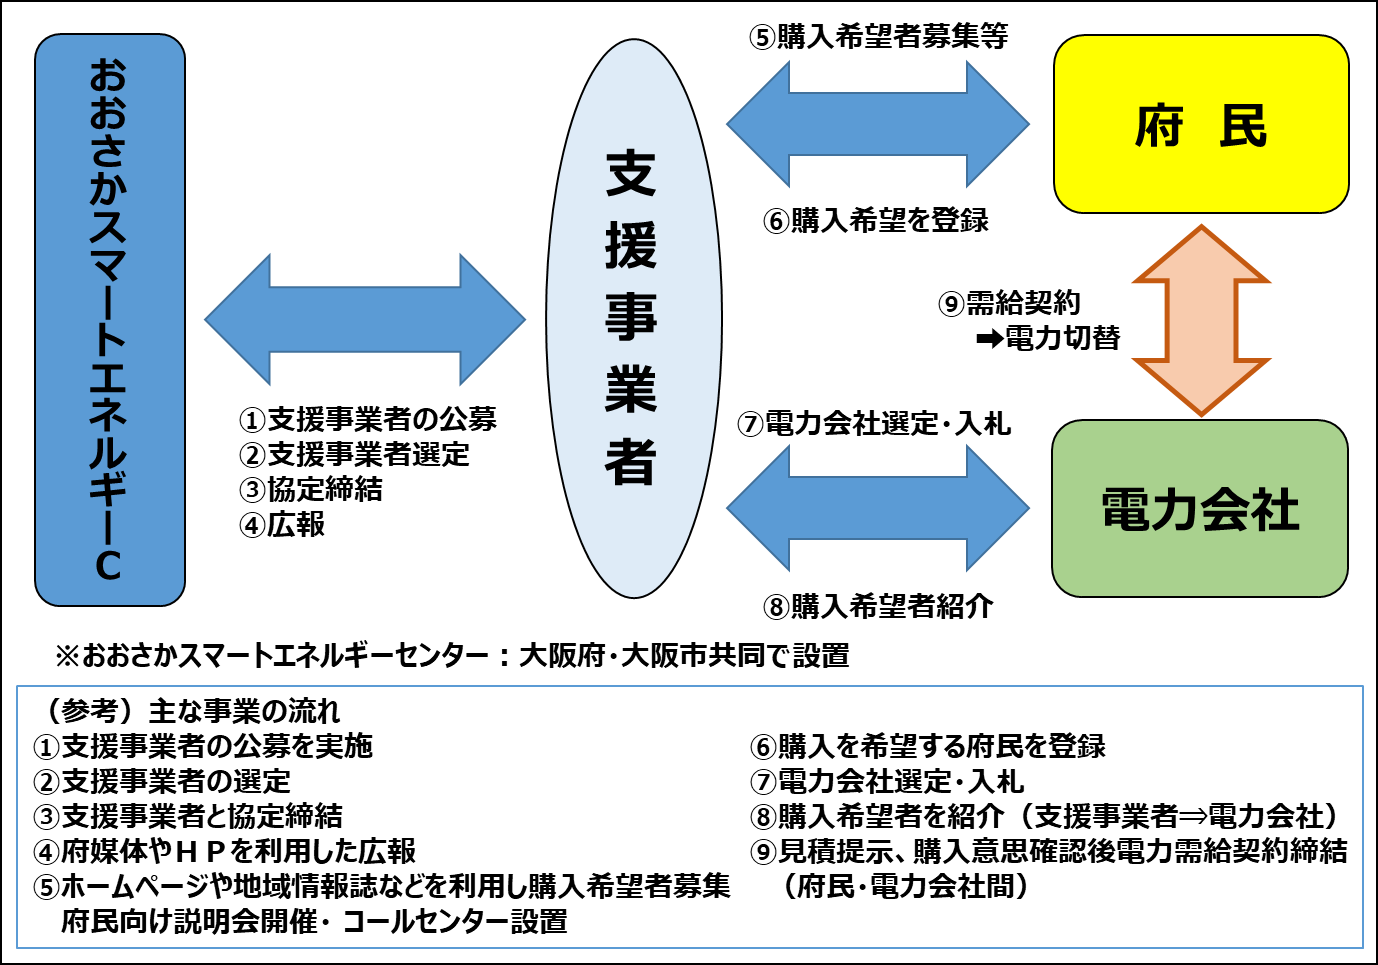 おおさかスマートエネルギーＣ
①支援事業者の公募
②支援事業者選定
③協定締結
④広報
支援事業者
⑤購入希望者募集等
⑥購入希望を登録
府　民
⑨需給契約
➡電力切替
⑦電力会社選定･入札
⑧購入希望者紹介
電力会社
※おおさかスマートエネルギーセンター：大阪府･大阪市共同で設置
（参考）主な事業の流れ
①支援事業者の公募を実施
②支援事業者の選定
③支援事業者と協定締結
④府媒体やＨＰを利用した広報
⑤ホームページや地域情報誌などを利用し購入希望者募集
府民向け説明会開催･ コールセンター設置
⑥購入を希望する府民を登録
⑦電力会社選定･入札
⑧購入希望者を紹介（支援事業者⇒電力会社）
⑨見積提示、購入意思確認後電力需給契約締結
（府民･電力会社間）